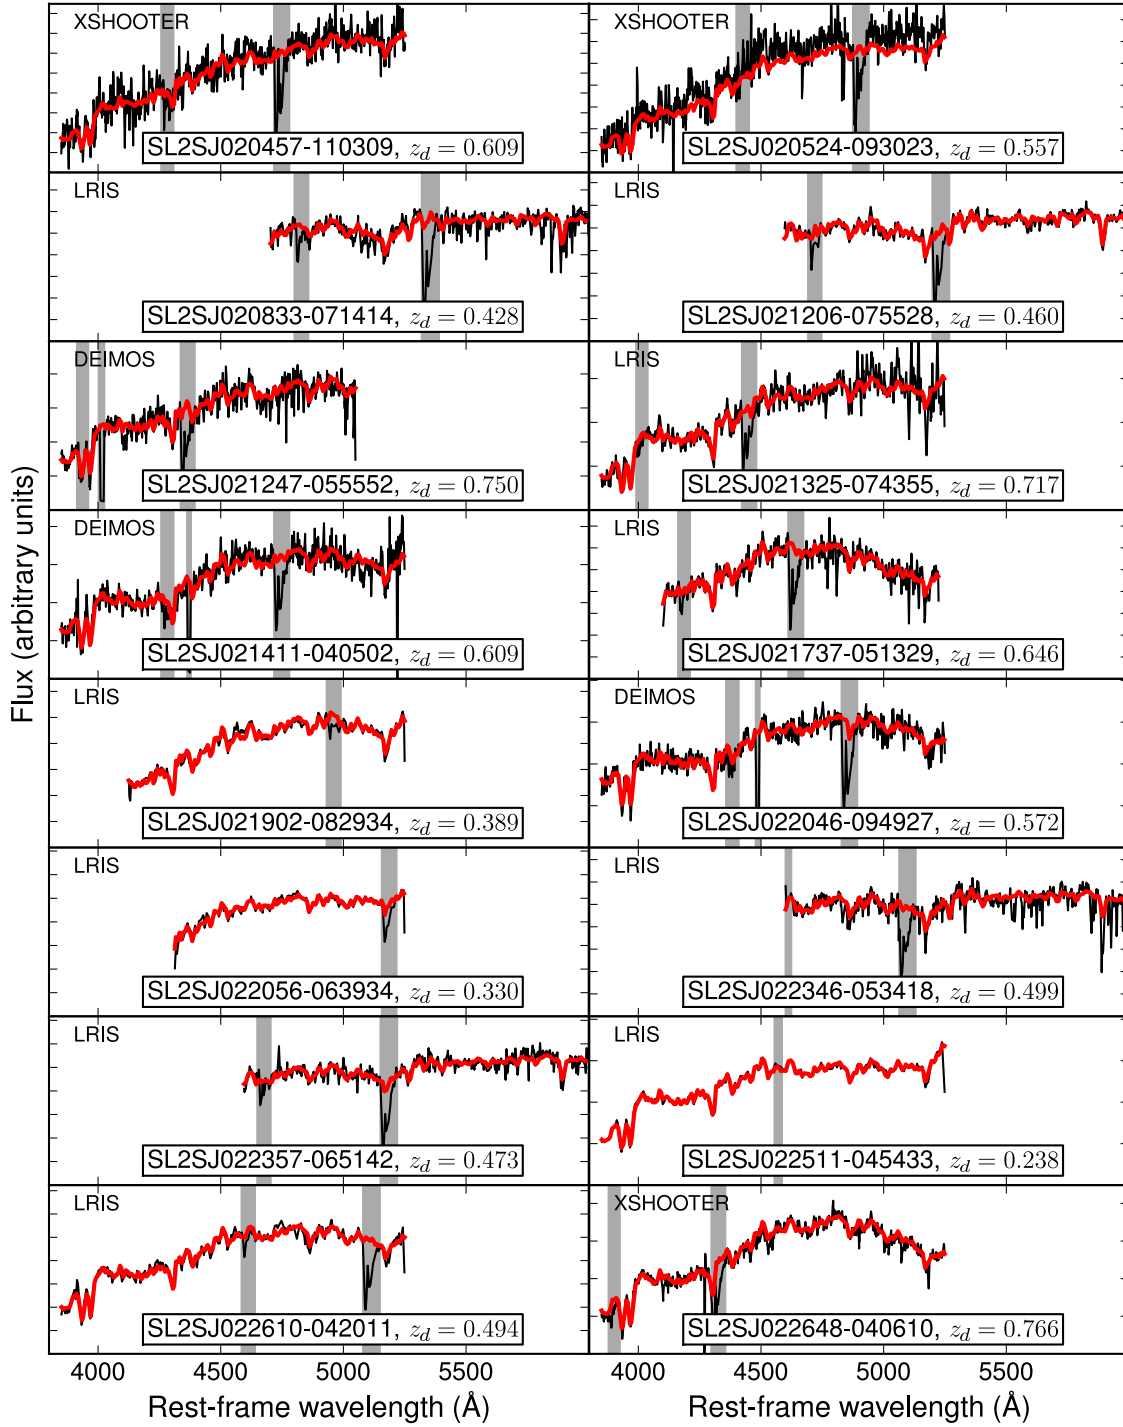 XSHOOTER
SL2SJ020457-110309, z_d = 0.609
XSHOOTER
SL2SJ020524-093023, z_d = 0.557
LRIS
SL2SJ020833-071414, z_d = 0.428
LRIS
SL2SJ021206-075528, z_d = 0.460
DEIMOS
SL2SJ021247-055552, z_d = 0.750
LRIS
SL2SJ021325-074355, z_d = 0.717
DEIMOS
SL2SJ021411-040502, z_d = 0.609
LRIS
SL2SJ021737-051329, z_d = 0.646
LRIS
SL2SJ021902-082934, z_d = 0.389
DEIMOS
SL2SJ022046-094927, z_d = 0.572
LRIS
SL2SJ022056-063934, z_d = 0.330
LRIS
SL2SJ022346-053418, z_d = 0.499
LRIS
SL2SJ022357-065142, z_d = 0.473
LRIS
SL2SJ022511-045433, z_d = 0.238
LRIS
SL2SJ022610-042011, z_d = 0.494
XSHOOTER
SL2SJ022648-040610, z_d = 0.766
Flux (arbitrary units)
4000 4500 5000 5500 4000 4500 5000 5500
Rest-frame wavelength (Å) Rest-frame wavelength (Å)